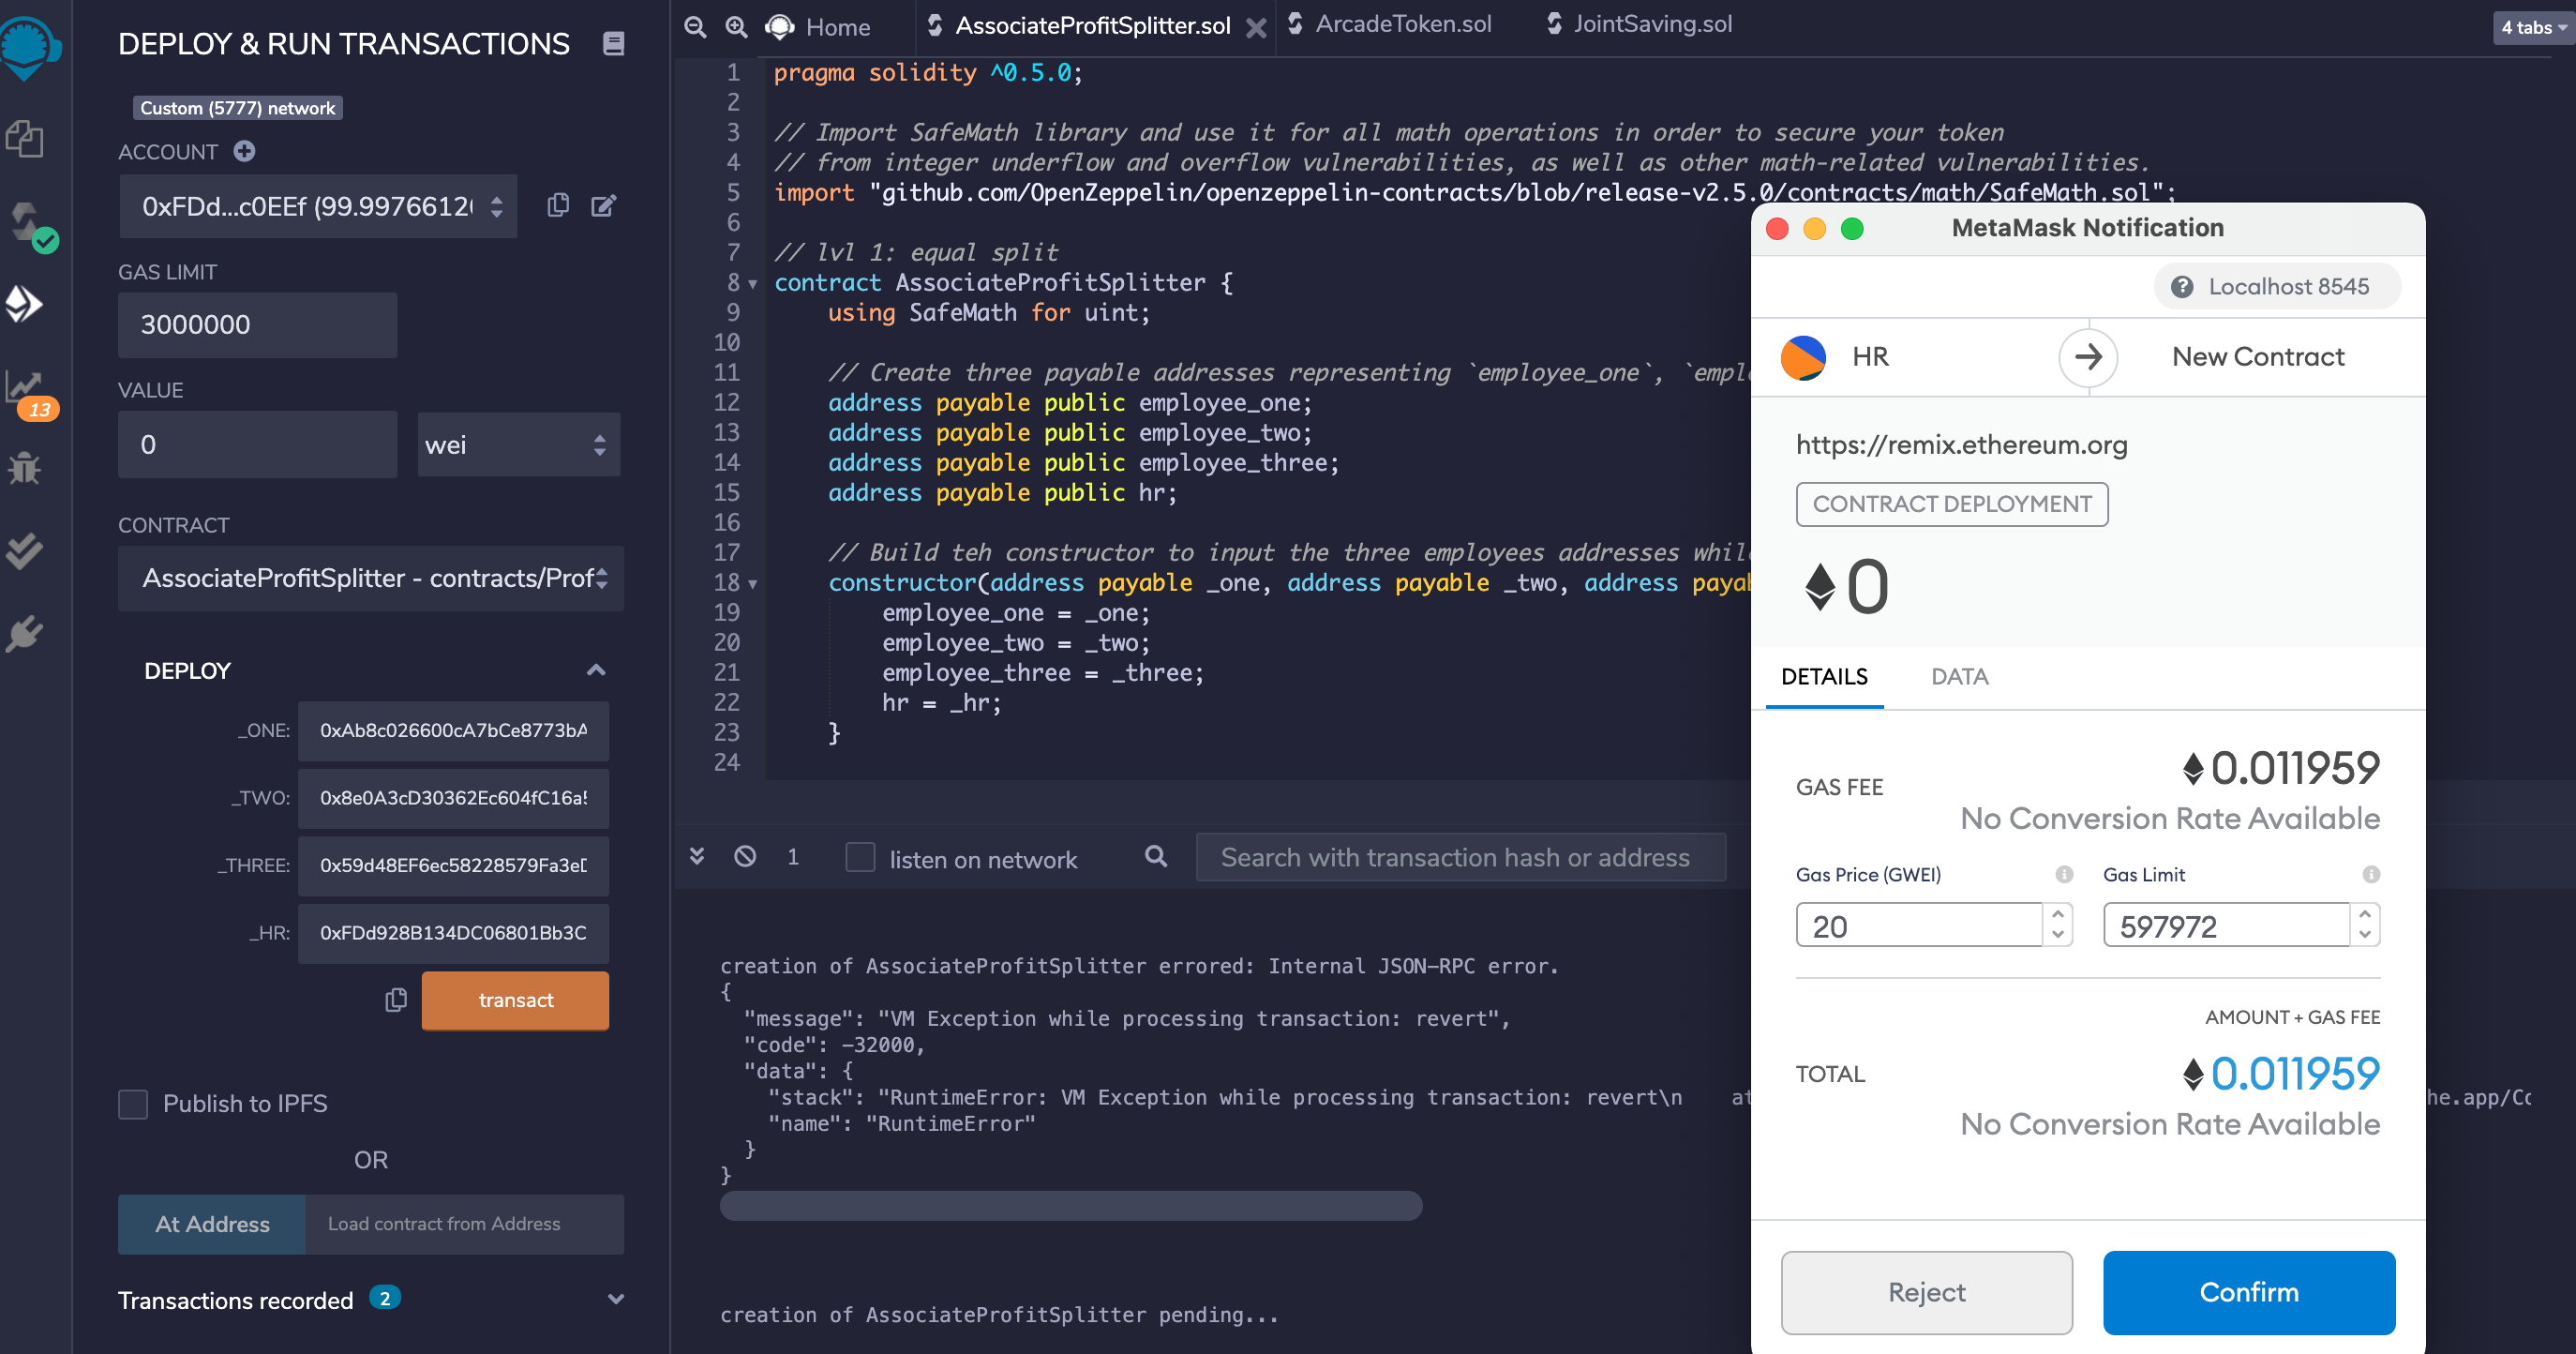 DEPLOY & RUN TRANSACTIONS
Custom (5777) network
ACCOUNT
0xFDd...c0EEf (99.9976612
GAS LIMIT
3000000
VALUE
0
wei
CONTRACT
AssociateProfitSplitter - contracts/Prof
DEPLOY
_ONE: 0xAb8c026600cA7bCe8773bA
_TWO: 0x8e0A3cD30362Ec604fC16a
_THREE: 0x59d48EF6ec58228579Fa3e
_HR: 0xFDd928B134DC06801Bb3C
transact
Publish to IPFS
OR
At Address
Load contract from Address
Transactions recorded 2
13
Home
AssociateProfitSplitter.sol
ArcadeToken.sol
JointSaving.sol
4 tabs
1 pragma solidity ^0.5.0;
2
3 // Import SafeMath library and use it for all math operations in order to secure your token
4 // from integer underflow and overflow vulnerabilities, as well as other math-related vulnerabilities.
5 import "github.com/OpenZeppelin/openzeppelin-contracts/blob/release-v2.5.0/contracts/math/SafeMath.sol";
6
7 // lvl 1: equal split
8 contract AssociateProfitSplitter {
9 using SafeMath for uint;
10
11 // Create three payable addresses representing `employee_one`, `empl
12 address payable public employee_one;
13 address payable public employee_two;
14 address payable public employee_three;
15 address payable public hr;
16
17 // Build teh constructor to input the three employees addresses whil
18 constructor(address payable _one, address payable _two, address paya
19 employee_one = _one;
20 employee_two = _two;
21 employee_three = _three;
22 hr = _hr;
23 }
24
1
listen on network
Search with transaction hash or address
creation of AssociateProfitSplitter errored: Internal JSON-RPC error.
{
"message": "VM Exception while processing transaction: revert",
"code": -32000,
"data": {
"stack": "RuntimeError: VM Exception while processing transaction: revert\n at
he.app/Co
"name": "RuntimeError"
}
}
creation of AssociateProfitSplitter pending...
MetaMask Notification
Localhost 8545
HR
New Contract
https://remix.ethereum.org
CONTRACT DEPLOYMENT
0
DETAILS
DATA
GAS FEE
0.011959
No Conversion Rate Available
Gas Price (GWEI)
Gas Limit
20
597972
AMOUNT + GAS FEE
TOTAL
0.011959
No Conversion Rate Available
Reject
Confirm